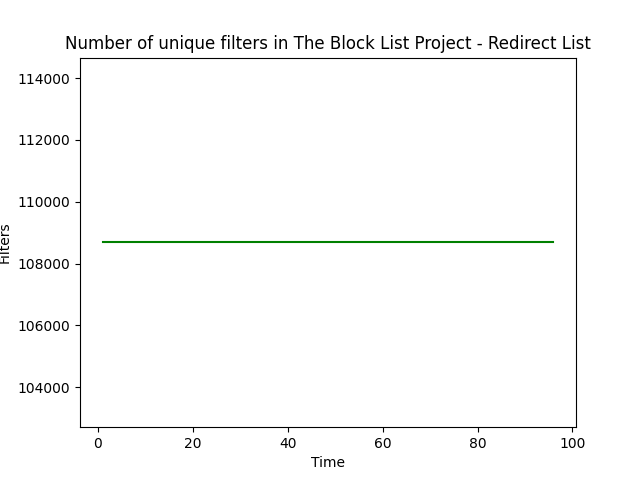 Number of unique filters in The Block List Project - Redirect List
114000
112000
110000
108000
106000
104000
Filters
0 20 40 60 80 100
Time